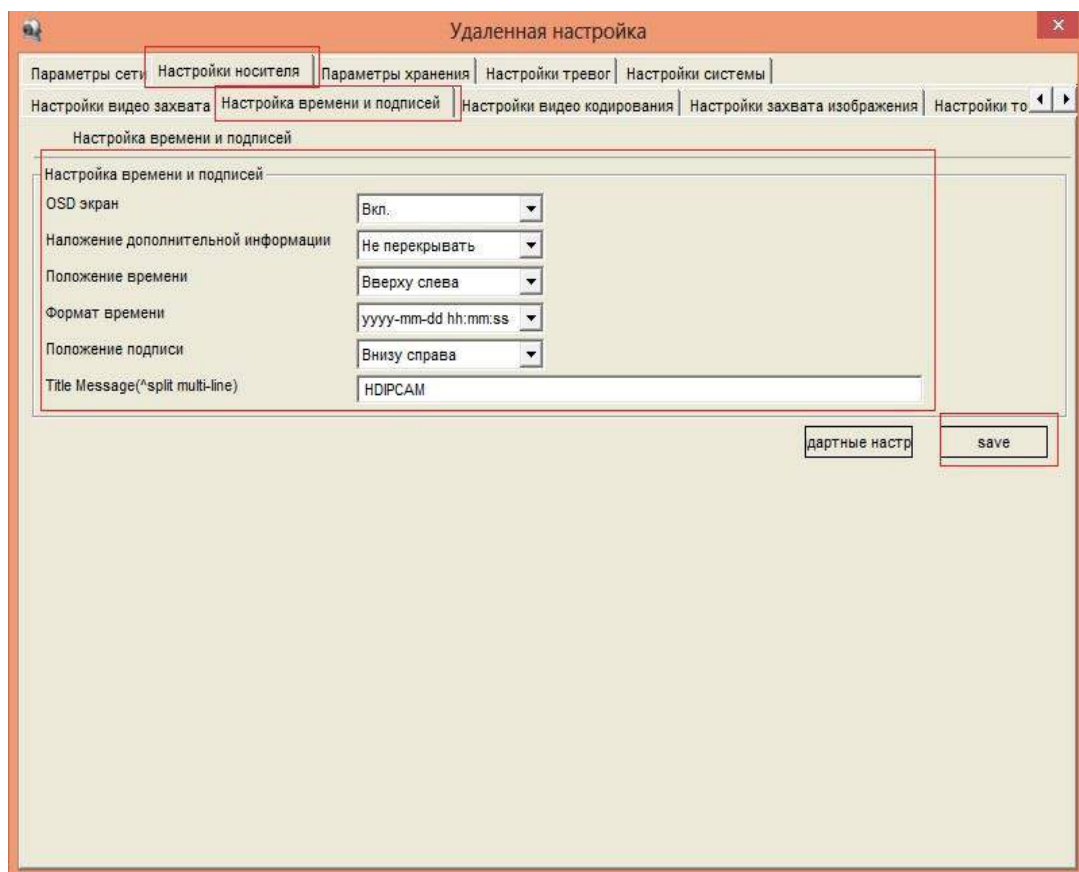 Удаленная настройка
Параметры сети Настройки носителя Параметры хранения Настройки тревог Настройки системы
Настройки видео захвата Настройка времени и подписей Настройки видео кодирования Настройки захвата изображения Настройки то
Настройка времени и подписей
Настройка времени и подписей
OSD экран Вкл.
Наложение дополнительной информации Не перекрывать
Положение времени Вверху слева
Формат времени yyyy-mm-dd hh:mm:ss
Положение подписи Внизу справа
Title Message(^split multi-line) HDIPCAM
дартные настр save